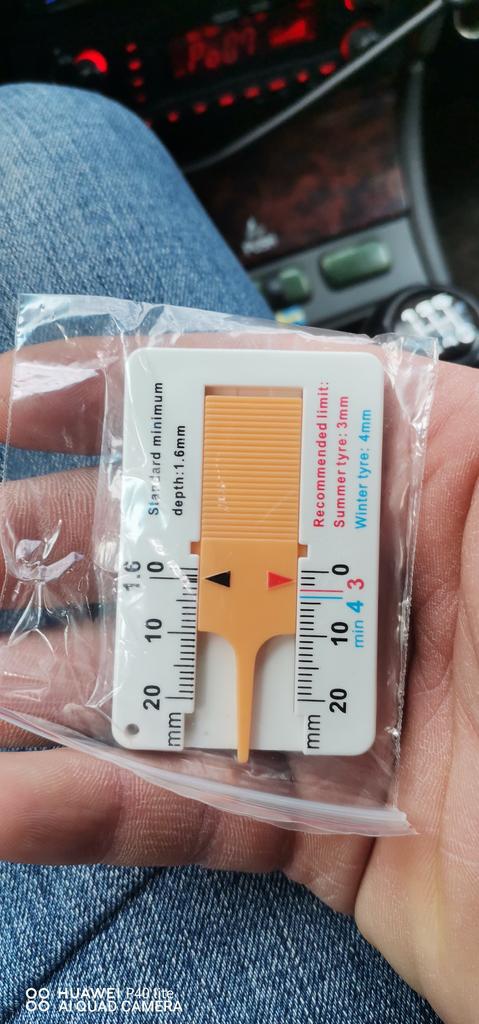 Standard minimum
depth:1.6mm
Recommended limit:
Summer tyre: 3mm
Winter tyre: 4mm
1.6
0
10
20
mm
0
10
20
mm
3
min 4
HUAWEI P40 lite
AI QUAD CAMERA